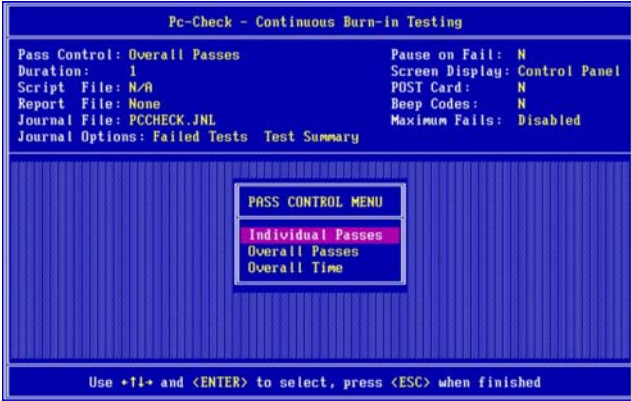 Pc-Check - Continuous Burn-in Testing
Pass Control: Overall Passes
Duration: 1
Script File: N/A
Report File: None
Journal File: PCCHECK.JNL
Journal Options: Failed Tests Test Summary
Pause on Fail: N
Screen Display: Control Panel
POST Card: N
Beep Codes: N
Maximum Fails: Disabled
PASS CONTROL MENU
Individual Passes
Overall Passes
Overall Time
Use ←↑↓→ and <ENTER> to select, press <ESC> when finished